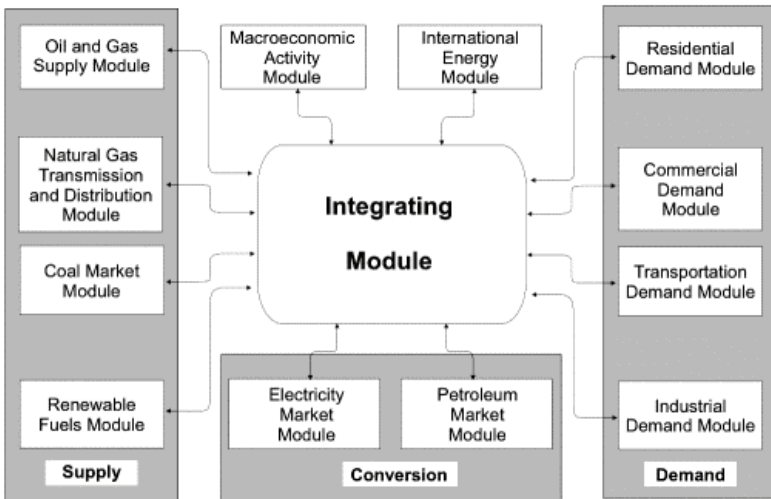 Oil and Gas
Supply Module
Natural Gas
Transmission
and Distribution
Module
Coal Market
Module
Renewable
Fuels Module
Supply
Macroeconomic
Activity
Module
International
Energy
Module
Integrating
Module
Electricity
Market
Module
Petroleum
Market
Module
Conversion
Residential
Demand Module
Commercial
Demand
Module
Transportation
Demand Module
Industrial
Demand Module
Demand